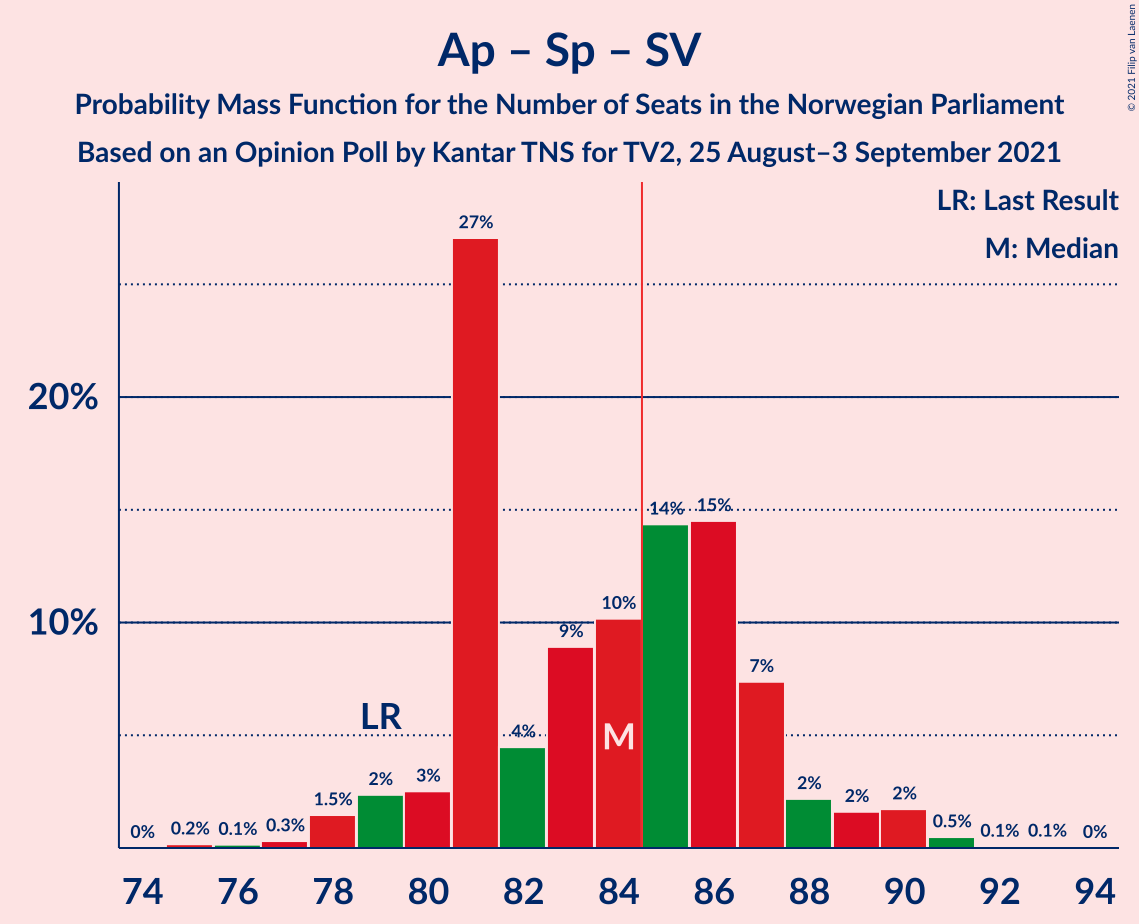 Ap – Sp – SV
Probability Mass Function for the Number of Seats in the Norwegian Parliament
Based on an Opinion Poll by Kantar TNS for TV2, 25 August–3 September 2021
© 2021 Filip van Laenen
LR: Last Result
M: Median
20%
10%
0% 0.2% 0.1% 0.3% 1.5% 2% 3% 27% 4% 9% 10% 14% 15% 7% 2% 2% 2% 0.5% 0.1% 0.1% 0%
LR
M
74 76 78 80 82 84 86 88 90 92 94